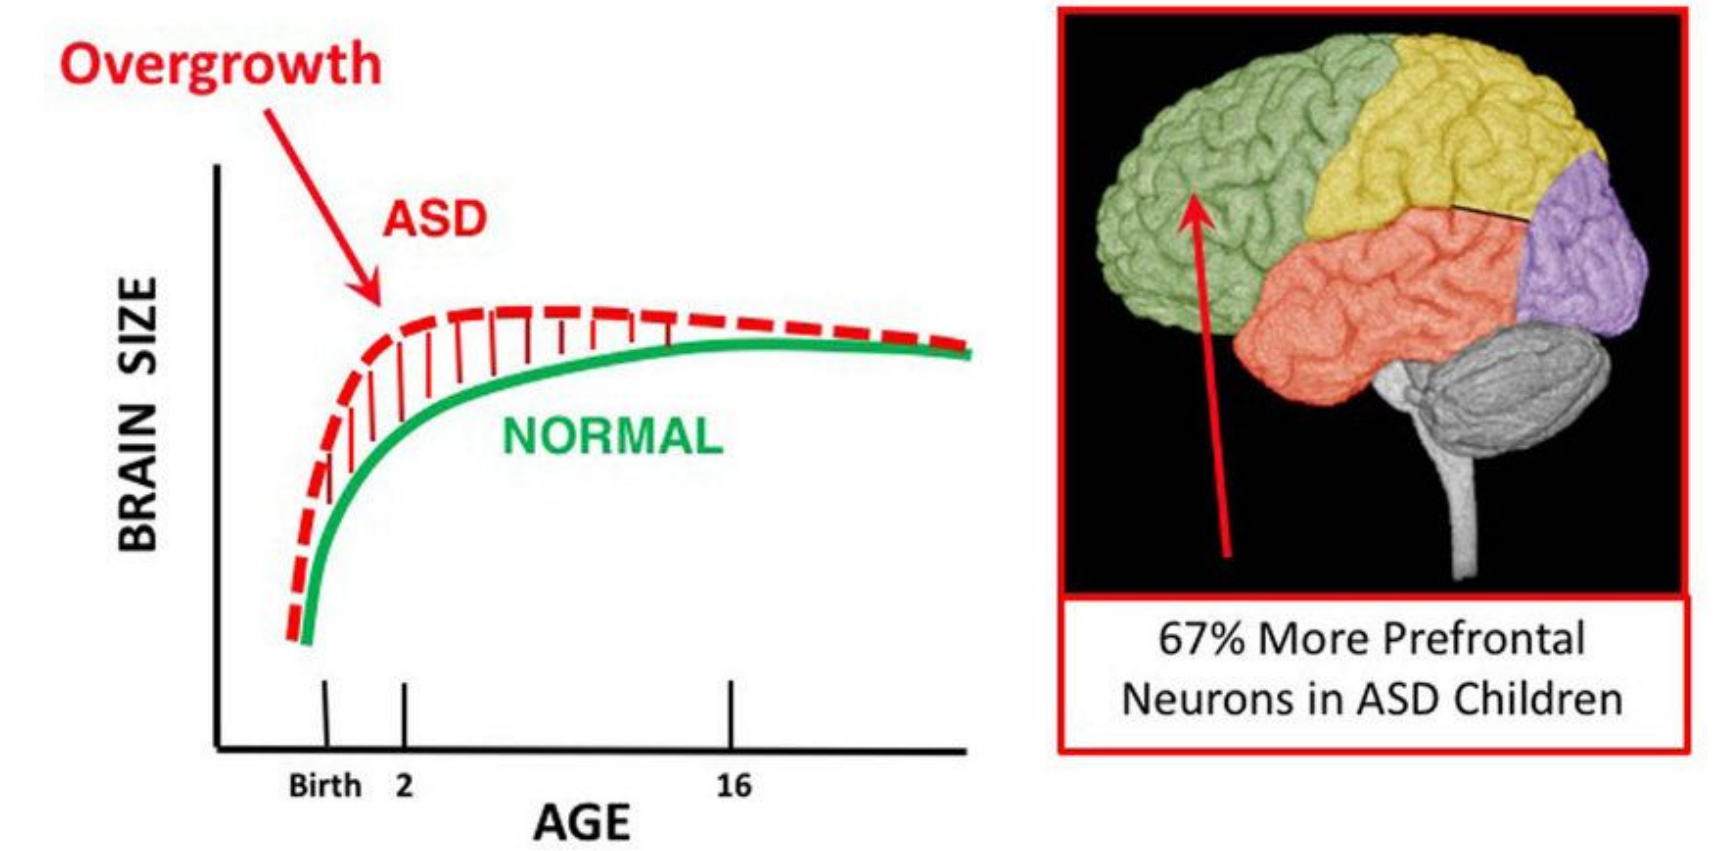 Overgrowth
ASD
NORMAL
BRAIN SIZE
Birth 2 16
AGE
67% More Prefrontal
Neurons in ASD Children